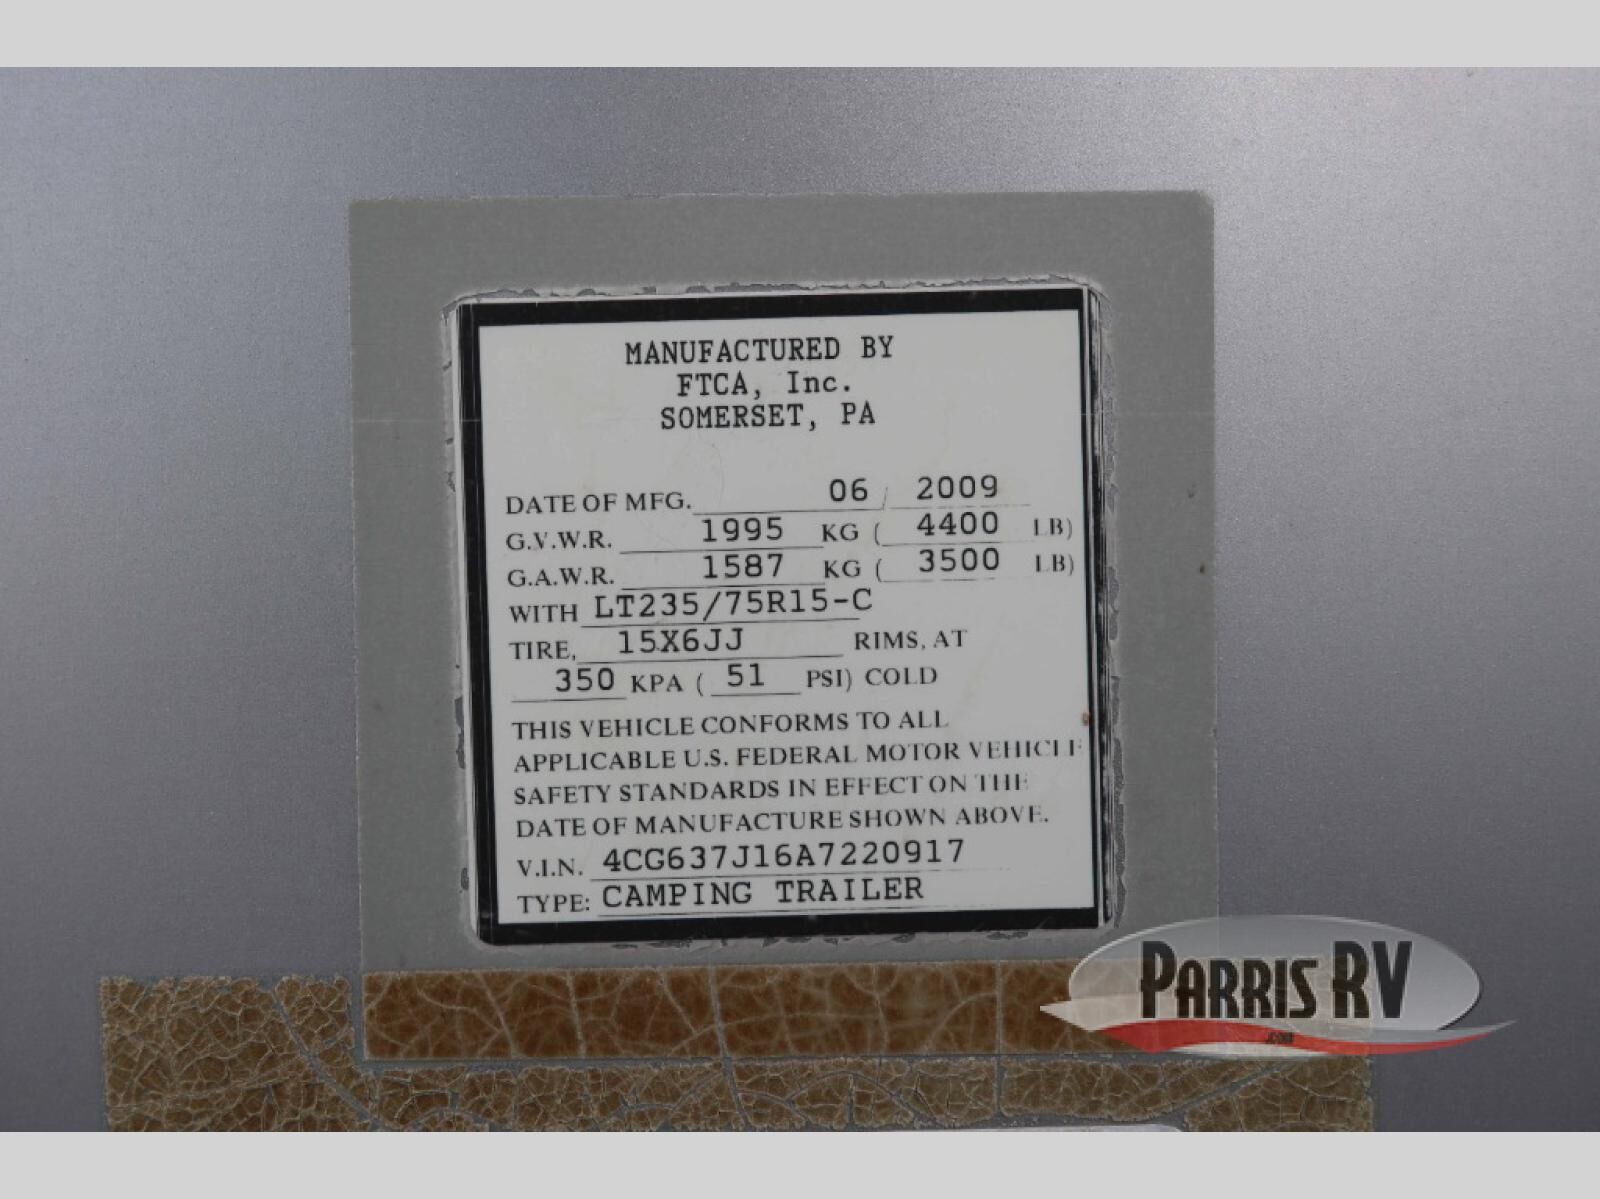 MANUFACTURED BY
FTCA, Inc.
SOMERSET, PA
DATE OF MFG. 06 / 2009
G.V.W.R. 1995 KG ( 4400 LB)
G.A.W.R. 1587 KG ( 3500 LB)
WITH LT235/75R15-C
TIRE, 15X6JJ RIMS, AT
350 KPA ( 51 PSI) COLD
THIS VEHICLE CONFORMS TO ALL
APPLICABLE U.S. FEDERAL MOTOR VEHICLE
SAFETY STANDARDS IN EFFECT ON THE
DATE OF MANUFACTURE SHOWN ABOVE.
V.I.N. 4CG637J16A7220917
TYPE: CAMPING TRAILER
PARRIS RV
.COM